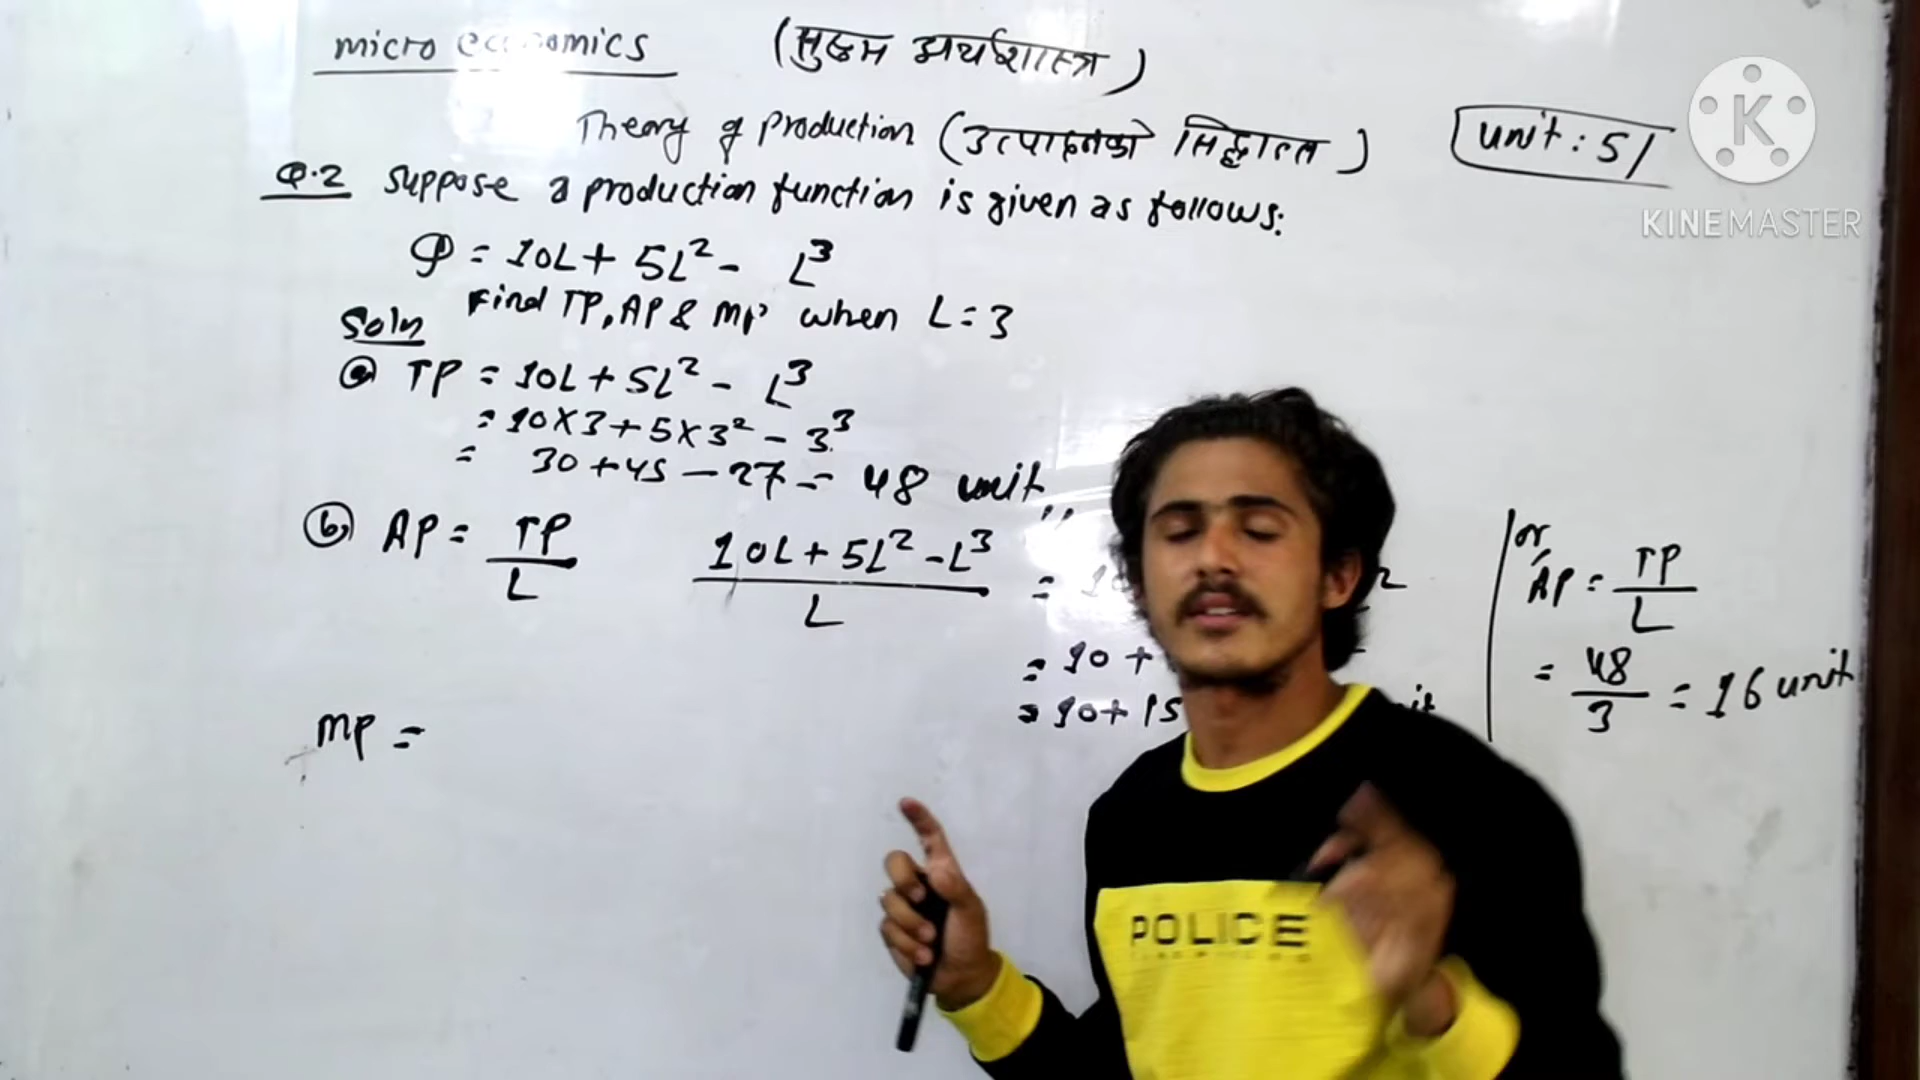 micro economics (सुक्ष्म अर्थशास्त्र)
Theory of production (उत्पादनको सिद्धान्त) unit: 5
Q.2 suppose a production function is given as follows:
Q = 10L + 5L² - L³
Find TP, AP & MP when L = 3
Soln
(a) TP = 10L + 5L² - L³
= 10×3 + 5×3² - 3³
= 30 + 45 - 27 = 48 unit,,
(b) AP = TP/L 10L + 5L² - L³/L =
= 10 +
= 10 + 15
or
AP = TP/L
= 48/3 = 16 unit
MP =
K
KINEMASTER
POLICE